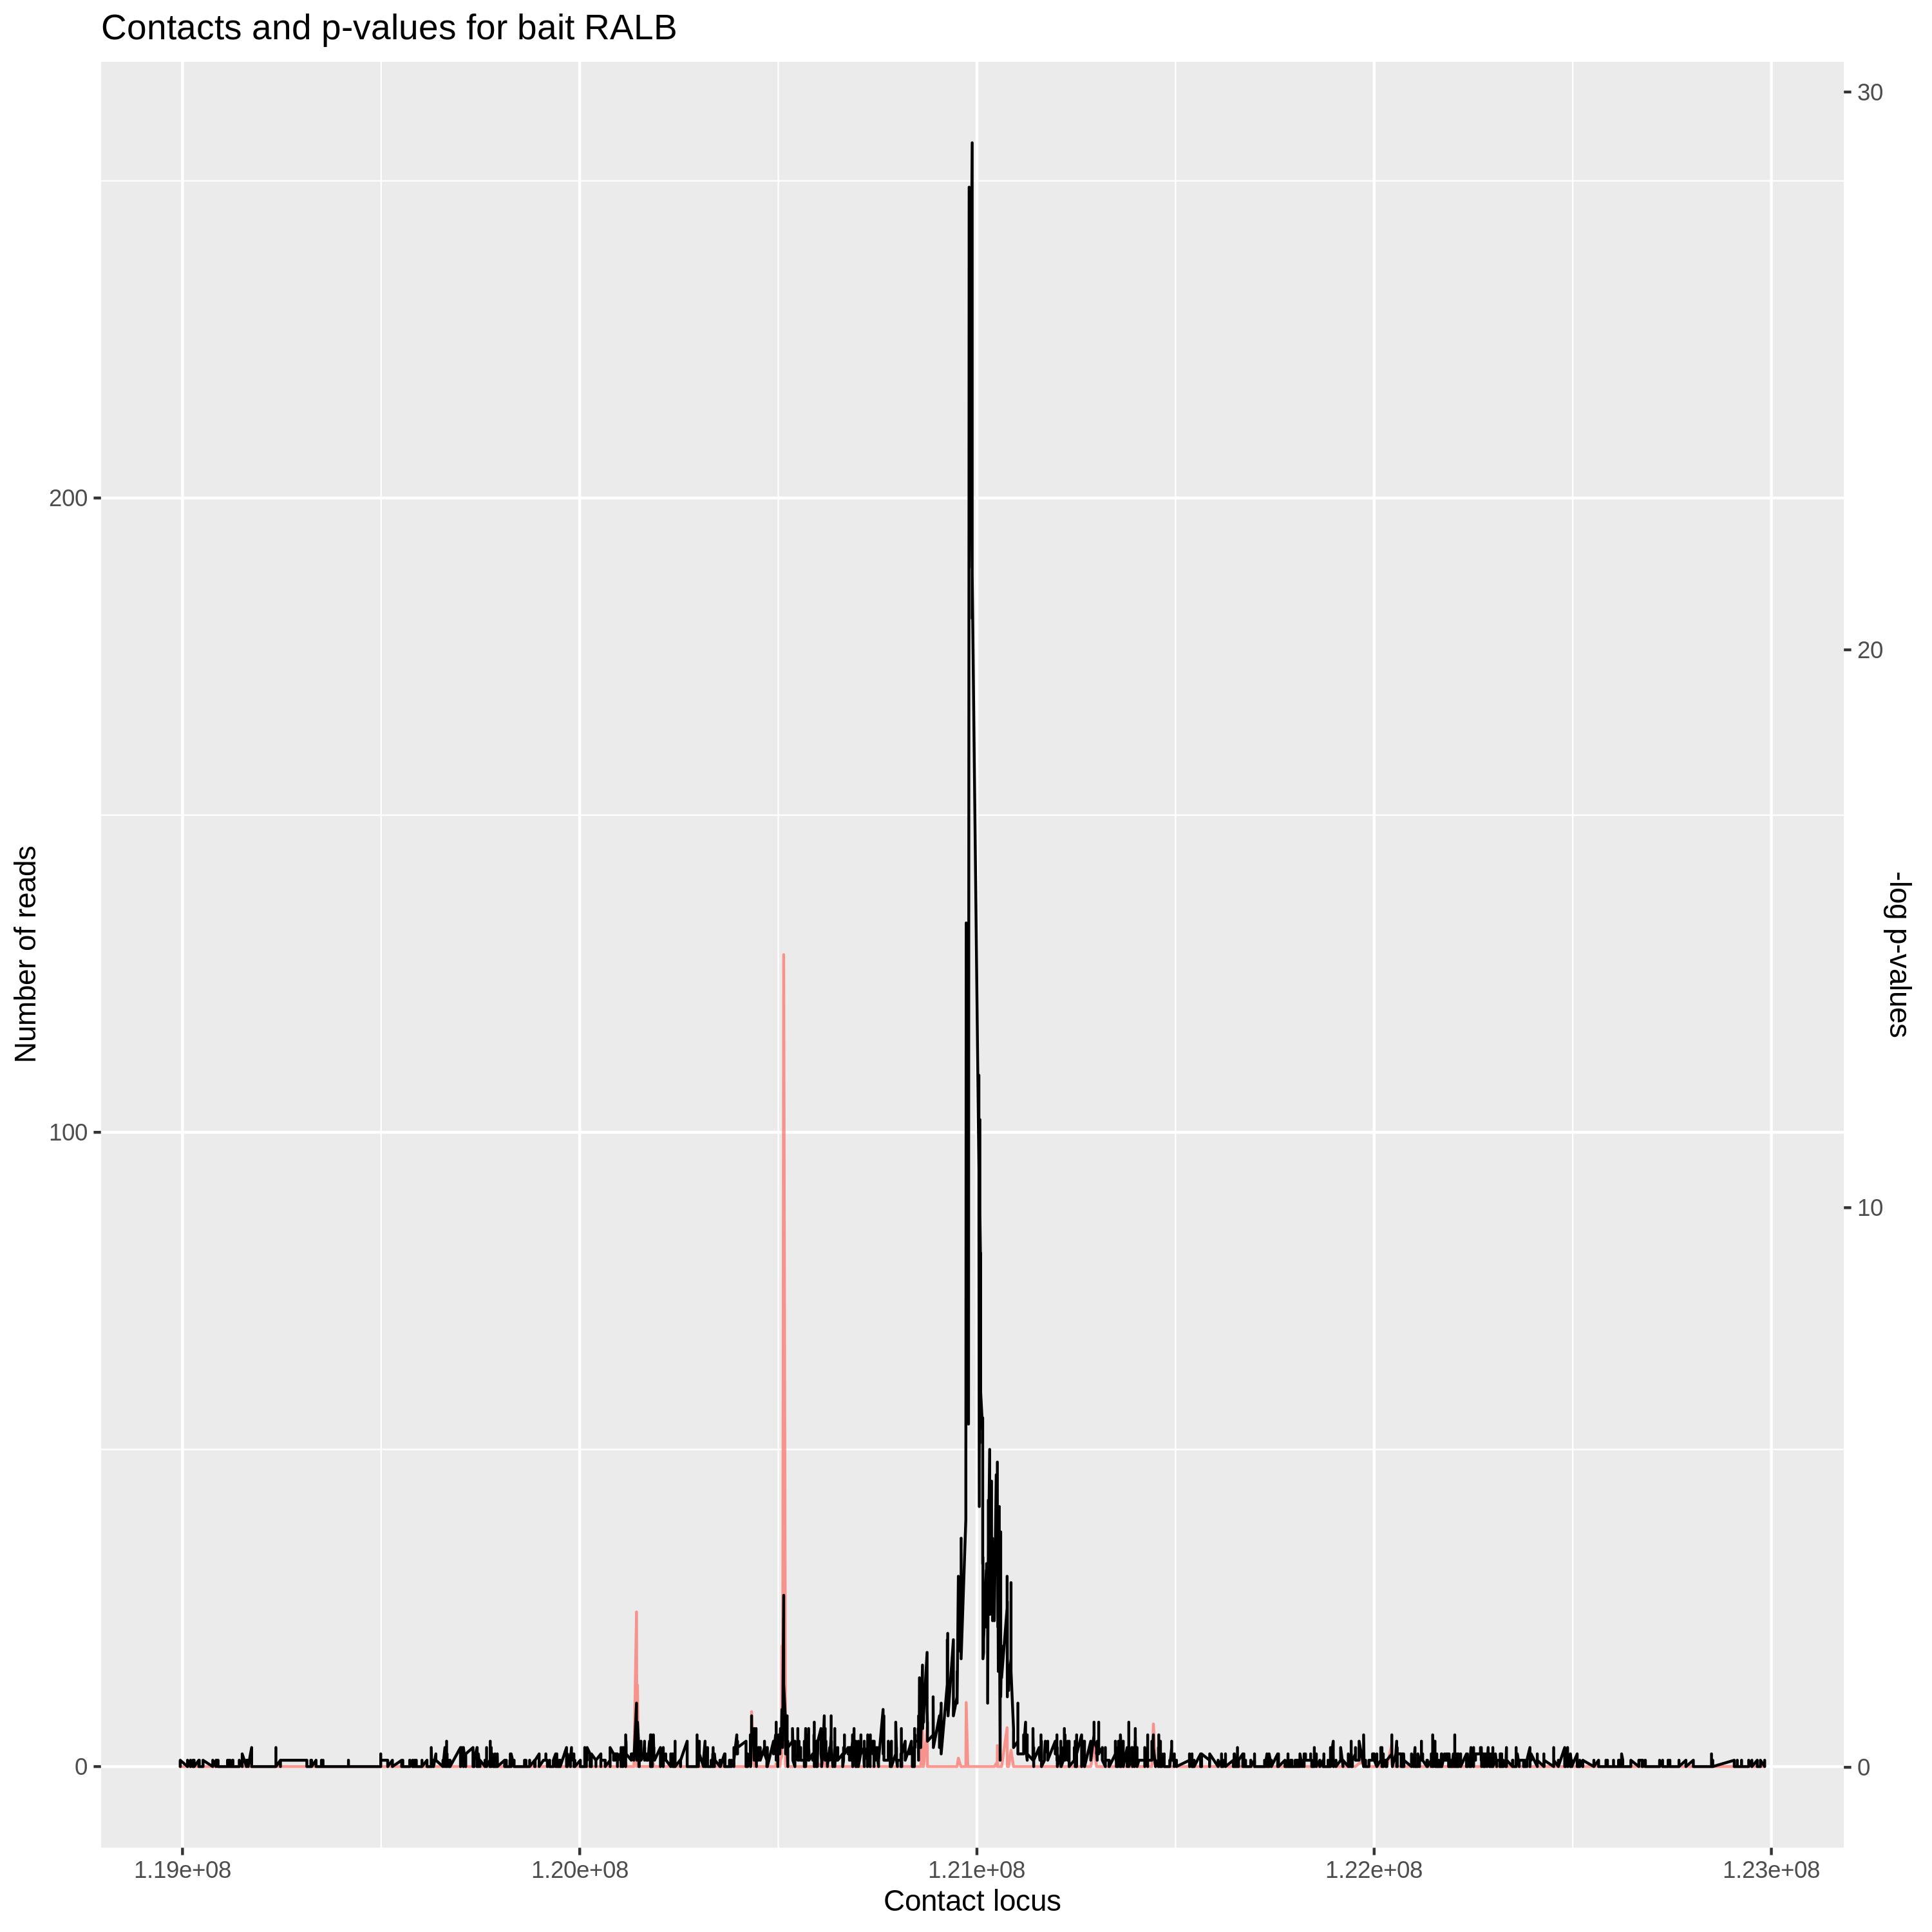 Contacts and p-values for bait RALB
30
200
20
Number of reads
-log p-values
100
10
0
0
1.19e+08
1.20e+08
1.21e+08
1.22e+08
1.23e+08
Contact locus